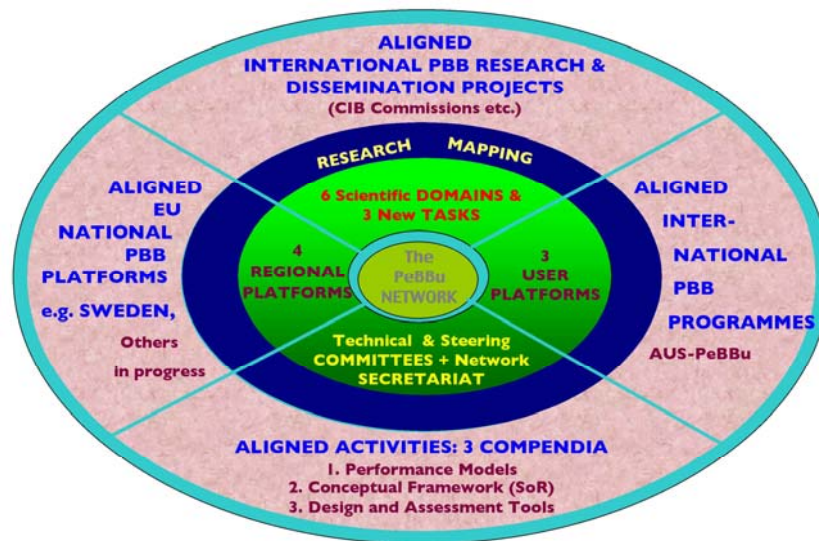 ALIGNED
INTERNATIONAL PBB RESEARCH &
DISSEMINATION PROJECTS
(CIB Commissions etc.)
RESEARCH MAPPING
6 Scientific DOMAINS &
3 New TASKS
ALIGNED
EU
NATIONAL
PBB
PLATFORMS
e.g. SWEDEN,
Others
in progress
4
REGIONAL
PLATFORMS
The
PeBBu
NETWORK
3
USER
PLATFORMS
ALIGNED
INTER-
NATIONAL
PBB
PROGRAMMES
AUS-PeBBu
Technical & Steering
COMMITTEES + Network
SECRETARIAT
ALIGNED ACTIVITIES: 3 COMPENDIA
1. Performance Models
2. Conceptual Framework (SoR)
3. Design and Assessment Tools